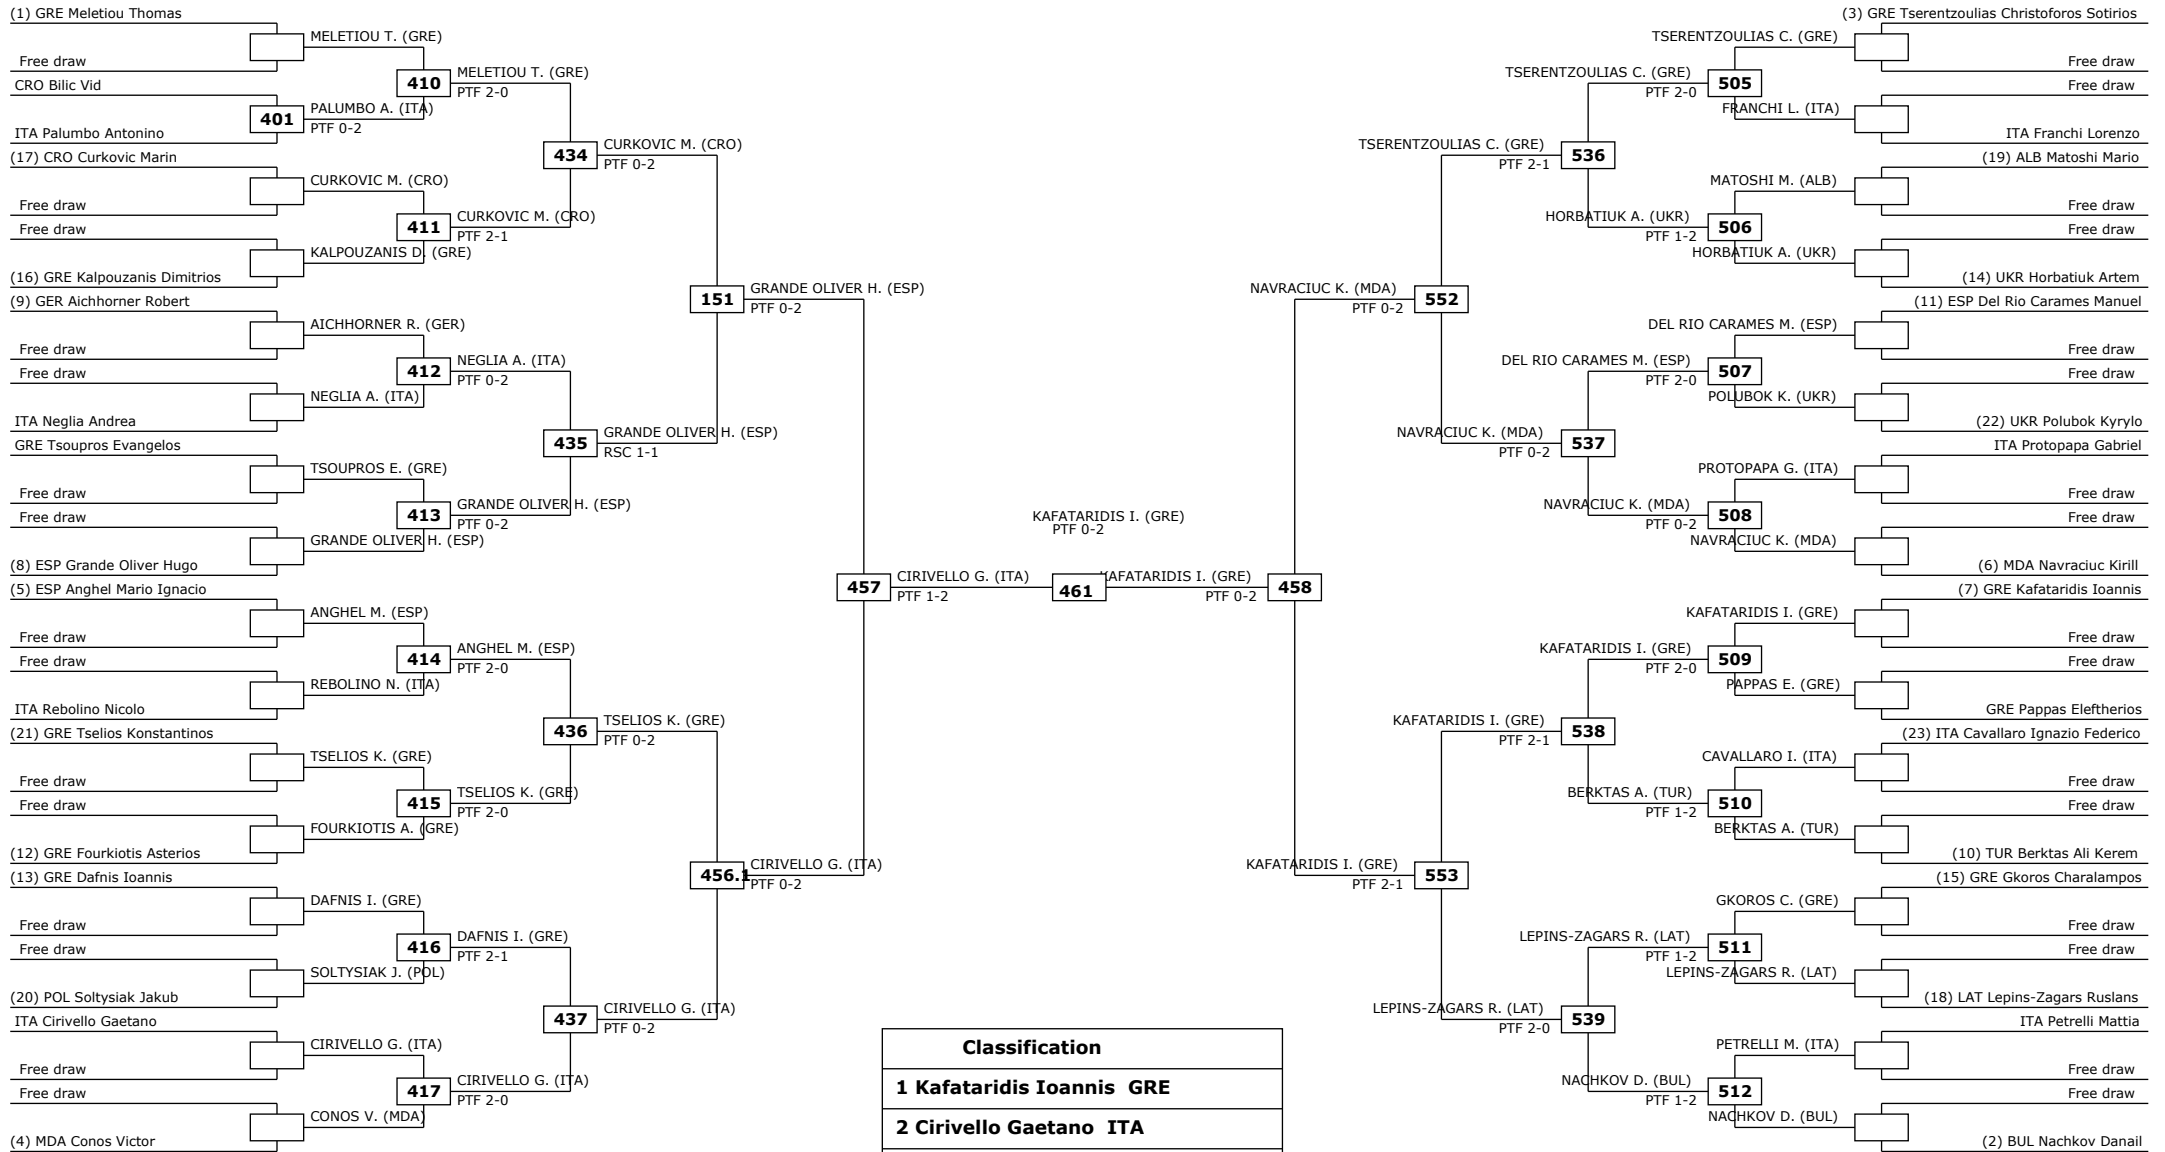 (1) GRE Meletiou Thomas
Free draw
CRO Bilic Vid
ITA Palumbo Antonino
(17) CRO Curkovic Marin
Free draw
Free draw
(16) GRE Kalpouzanis Dimitrios
(9) GER Aichhorner Robert
Free draw
Free draw
ITA Neglia Andrea
GRE Tsoupros Evangelos
Free draw
Free draw
(8) ESP Grande Oliver Hugo
(5) ESP Anghel Mario Ignacio
Free draw
Free draw
ITA Rebolino Nicolo
(21) GRE Tselios Konstantinos
Free draw
Free draw
(12) GRE Fourkiotis Asterios
(13) GRE Dafnis Ioannis
Free draw
Free draw
(20) POL Soltysiak Jakub
ITA Cirivello Gaetano
Free draw
Free draw
(4) MDA Conos Victor
MELETIOU T. (GRE)
401
PALUMBO A. (ITA)
PTF 0-2
CURKOVIC M. (CRO)
KALPOUZANIS D. (GRE)
AICHHORNER R. (GER)
NEGLIA A. (ITA)
TSOUPROS E. (GRE)
GRANDE OLIVER H. (ESP)
ANGHEL M. (ESP)
REBOLINO N. (ITA)
TSELIOS K. (GRE)
FOURKIOTIS A. (GRE)
DAFNIS I. (GRE)
SOLTYSIAK J. (POL)
CIRIVELLO G. (ITA)
CONOS V. (MDA)
410
MELETIOU T. (GRE)
PTF 2-0
411
CURKOVIC M. (CRO)
PTF 2-1
412
NEGLIA A. (ITA)
PTF 0-2
413
GRANDE OLIVER H. (ESP)
PTF 0-2
414
ANGHEL M. (ESP)
PTF 2-0
415
TSELIOS K. (GRE)
PTF 2-0
416
DAFNIS I. (GRE)
PTF 2-1
417
CIRIVELLO G. (ITA)
PTF 2-0
434
CURKOVIC M. (CRO)
PTF 0-2
435
GRANDE OLIVER H. (ESP)
RSC 1-1
436
TSELIOS K. (GRE)
PTF 0-2
437
CIRIVELLO G. (ITA)
PTF 0-2
151
GRANDE OLIVER H. (ESP)
PTF 0-2
456.1
CIRIVELLO G. (ITA)
PTF 0-2
457
CIRIVELLO G. (ITA)
PTF 1-2
KAFATARIDIS I. (GRE)
PTF 0-2
461
KAFATARIDIS I. (GRE)
PTF 0-2
458
NAVRACIUC K. (MDA)
PTF 0-2
552
KAFATARIDIS I. (GRE)
PTF 2-1
553
TSERENTZOULIAS C. (GRE)
PTF 2-1
536
NAVRACIUC K. (MDA)
PTF 0-2
537
KAFATARIDIS I. (GRE)
PTF 2-1
538
LEPINS-ZAGARS R. (LAT)
PTF 2-0
539
TSERENTZOULIAS C. (GRE)
PTF 2-0
505
HORBATIUK A. (UKR)
PTF 1-2
506
DEL RIO CARAMES M. (ESP)
PTF 2-0
507
NAVRACIUC K. (MDA)
PTF 0-2
508
KAFATARIDIS I. (GRE)
PTF 2-0
509
BERKTAS A. (TUR)
PTF 1-2
510
LEPINS-ZAGARS R. (LAT)
PTF 1-2
511
NACHKOV D. (BUL)
PTF 1-2
512
TSERENTZOULIAS C. (GRE)
FRANCHI L. (ITA)
MATOSHI M. (ALB)
HORBATIUK A. (UKR)
DEL RIO CARAMES M. (ESP)
POLUBOK K. (UKR)
PROTOPAPA G. (ITA)
NAVRACIUC K. (MDA)
KAFATARIDIS I. (GRE)
PAPPAS E. (GRE)
CAVALLARO I. (ITA)
BERKTAS A. (TUR)
GKOROS C. (GRE)
LEPINS-ZAGARS R. (LAT)
PETRELLI M. (ITA)
NACHKOV D. (BUL)
(3) GRE Tserentzoulias Christoforos Sotirios
Free draw
Free draw
ITA Franchi Lorenzo
(19) ALB Matoshi Mario
Free draw
Free draw
(14) UKR Horbatiuk Artem
(11) ESP Del Rio Carames Manuel
Free draw
Free draw
(22) UKR Polubok Kyrylo
ITA Protopapa Gabriel
Free draw
Free draw
(6) MDA Navraciuc Kirill
(7) GRE Kafataridis Ioannis
Free draw
Free draw
GRE Pappas Eleftherios
(23) ITA Cavallaro Ignazio Federico
Free draw
Free draw
(10) TUR Berktas Ali Kerem
(15) GRE Gkoros Charalampos
Free draw
Free draw
(18) LAT Lepins-Zagars Ruslans
ITA Petrelli Mattia
Free draw
Free draw
(2) BUL Nachkov Danail
Classification
1 Kafataridis Ioannis GRE
2 Cirivello Gaetano ITA